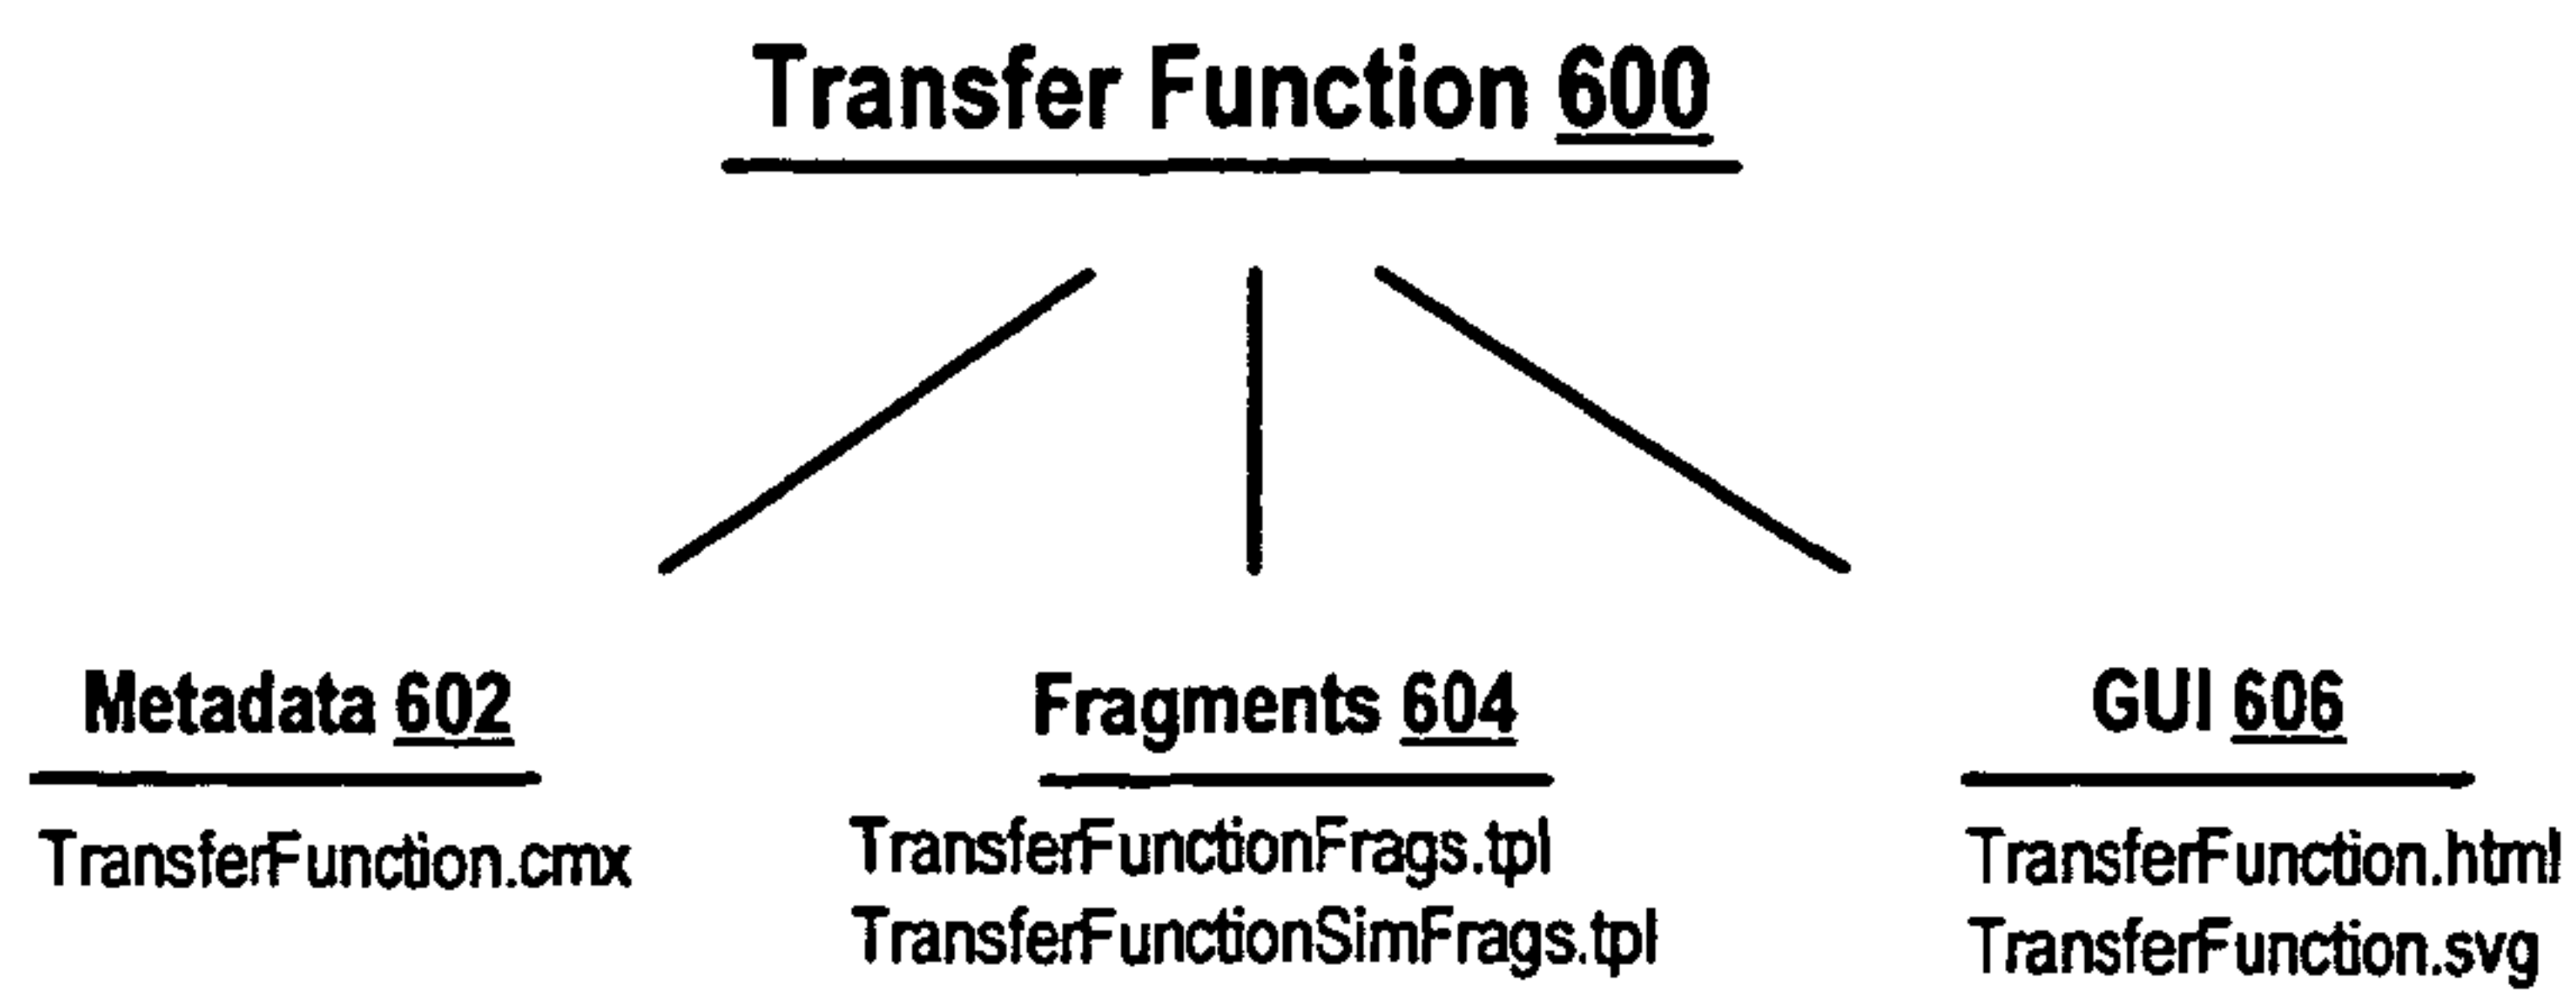 Transfer Function 600
Metadata 602
TransferFunction.cmx
Fragments 604
TransferFunctionFrags.tpl
TransferFunctionSimFrags.tpl
GUI 606
TransferFunction.html
TransferFunction.svg